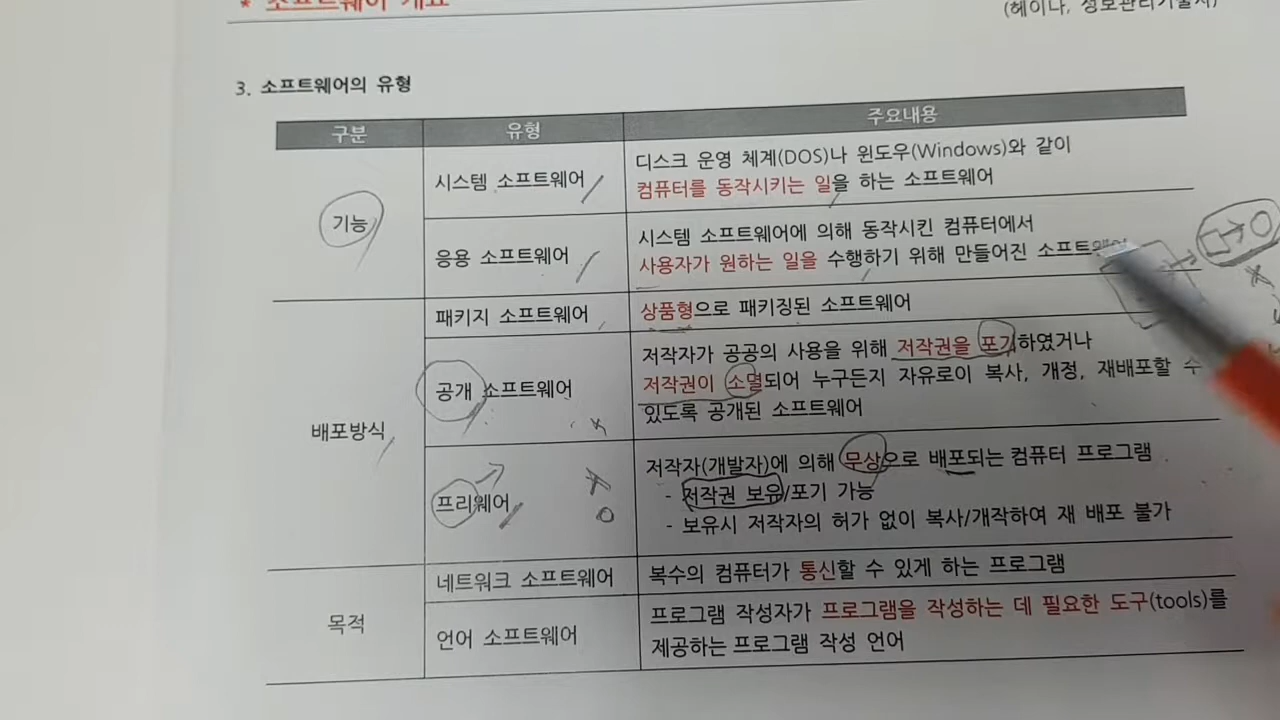 * 소프트웨어 개요
(헤이나, 정보관리기술사)
3. 소프트웨어의 유형
구분 유형 주요내용
기능
시스템 소프트웨어
디스크 운영 체계(DOS)나 윈도우(Windows)와 같이
컴퓨터를 동작시키는 일을 하는 소프트웨어
응용 소프트웨어
시스템 소프트웨어에 의해 동작시킨 컴퓨터에서
사용자가 원하는 일을 수행하기 위해 만들어진 소프트웨어
배포방식
패키지 소프트웨어
상품형으로 패키징된 소프트웨어
공개 소프트웨어
저작자가 공공의 사용을 위해 저작권을 포기하였거나
저작권이 소멸되어 누구든지 자유로이 복사, 개정, 재배포할 수
있도록 공개된 소프트웨어
프리웨어
저작자(개발자)에 의해 무상으로 배포되는 컴퓨터 프로그램
- 저작권 보유/포기 가능
- 보유시 저작자의 허가 없이 복사/개작하여 재 배포 불가
목적
네트워크 소프트웨어
복수의 컴퓨터가 통신할 수 있게 하는 프로그램
언어 소프트웨어
프로그램 작성자가 프로그램을 작성하는 데 필요한 도구(tools)를
제공하는 프로그램 작성 언어